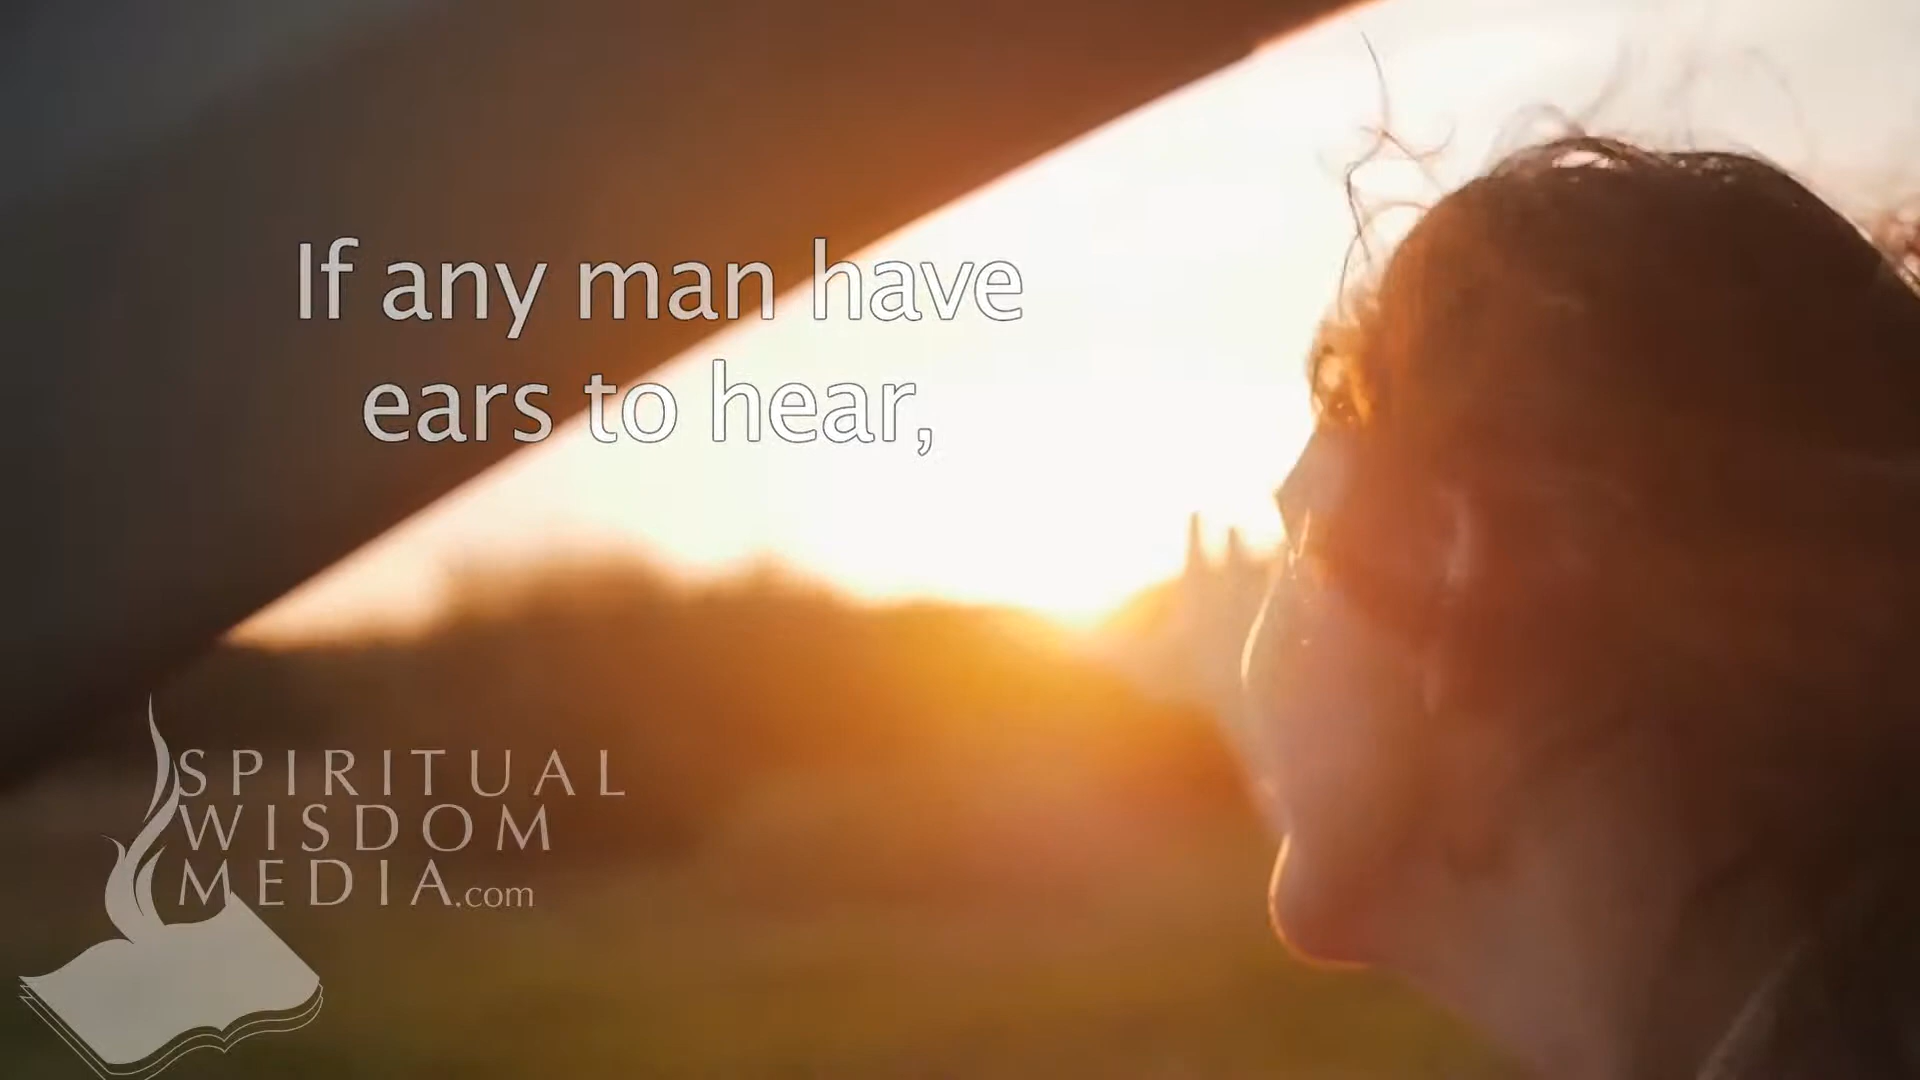 If any man have
ears to hear,
SPIRITUAL
WISDOM
MEDIA.com